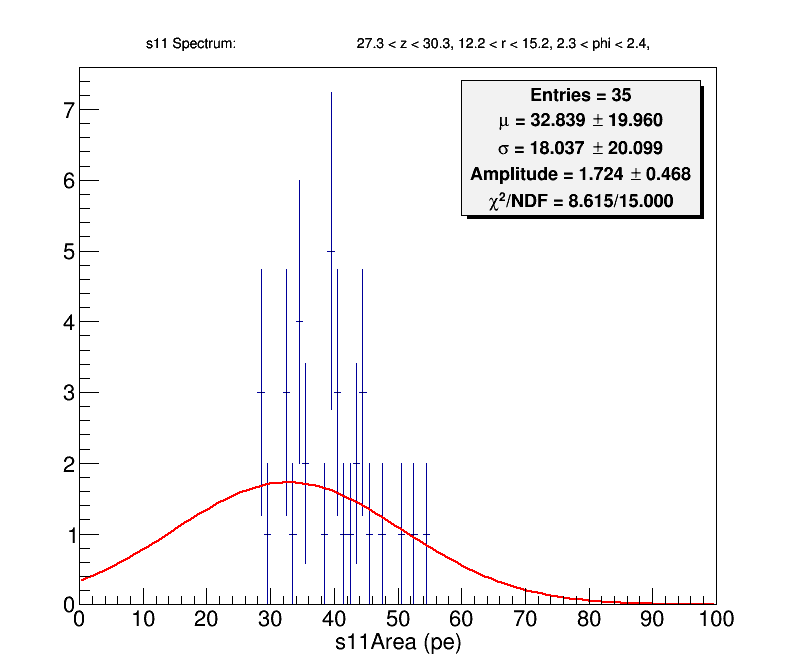 s11 Spectrum: 27.3 < z < 30.3, 12.2 < r < 15.2, 2.3 < phi < 2.4,
Entries = 35
μ = 32.839 ± 19.960
σ = 18.037 ± 20.099
Amplitude = 1.724 ± 0.468
χ²/NDF = 8.615/15.000
7
6
5
4
3
2
1
0
0 10 20 30 40 50 60 70 80 90 100
s11Area (pe)